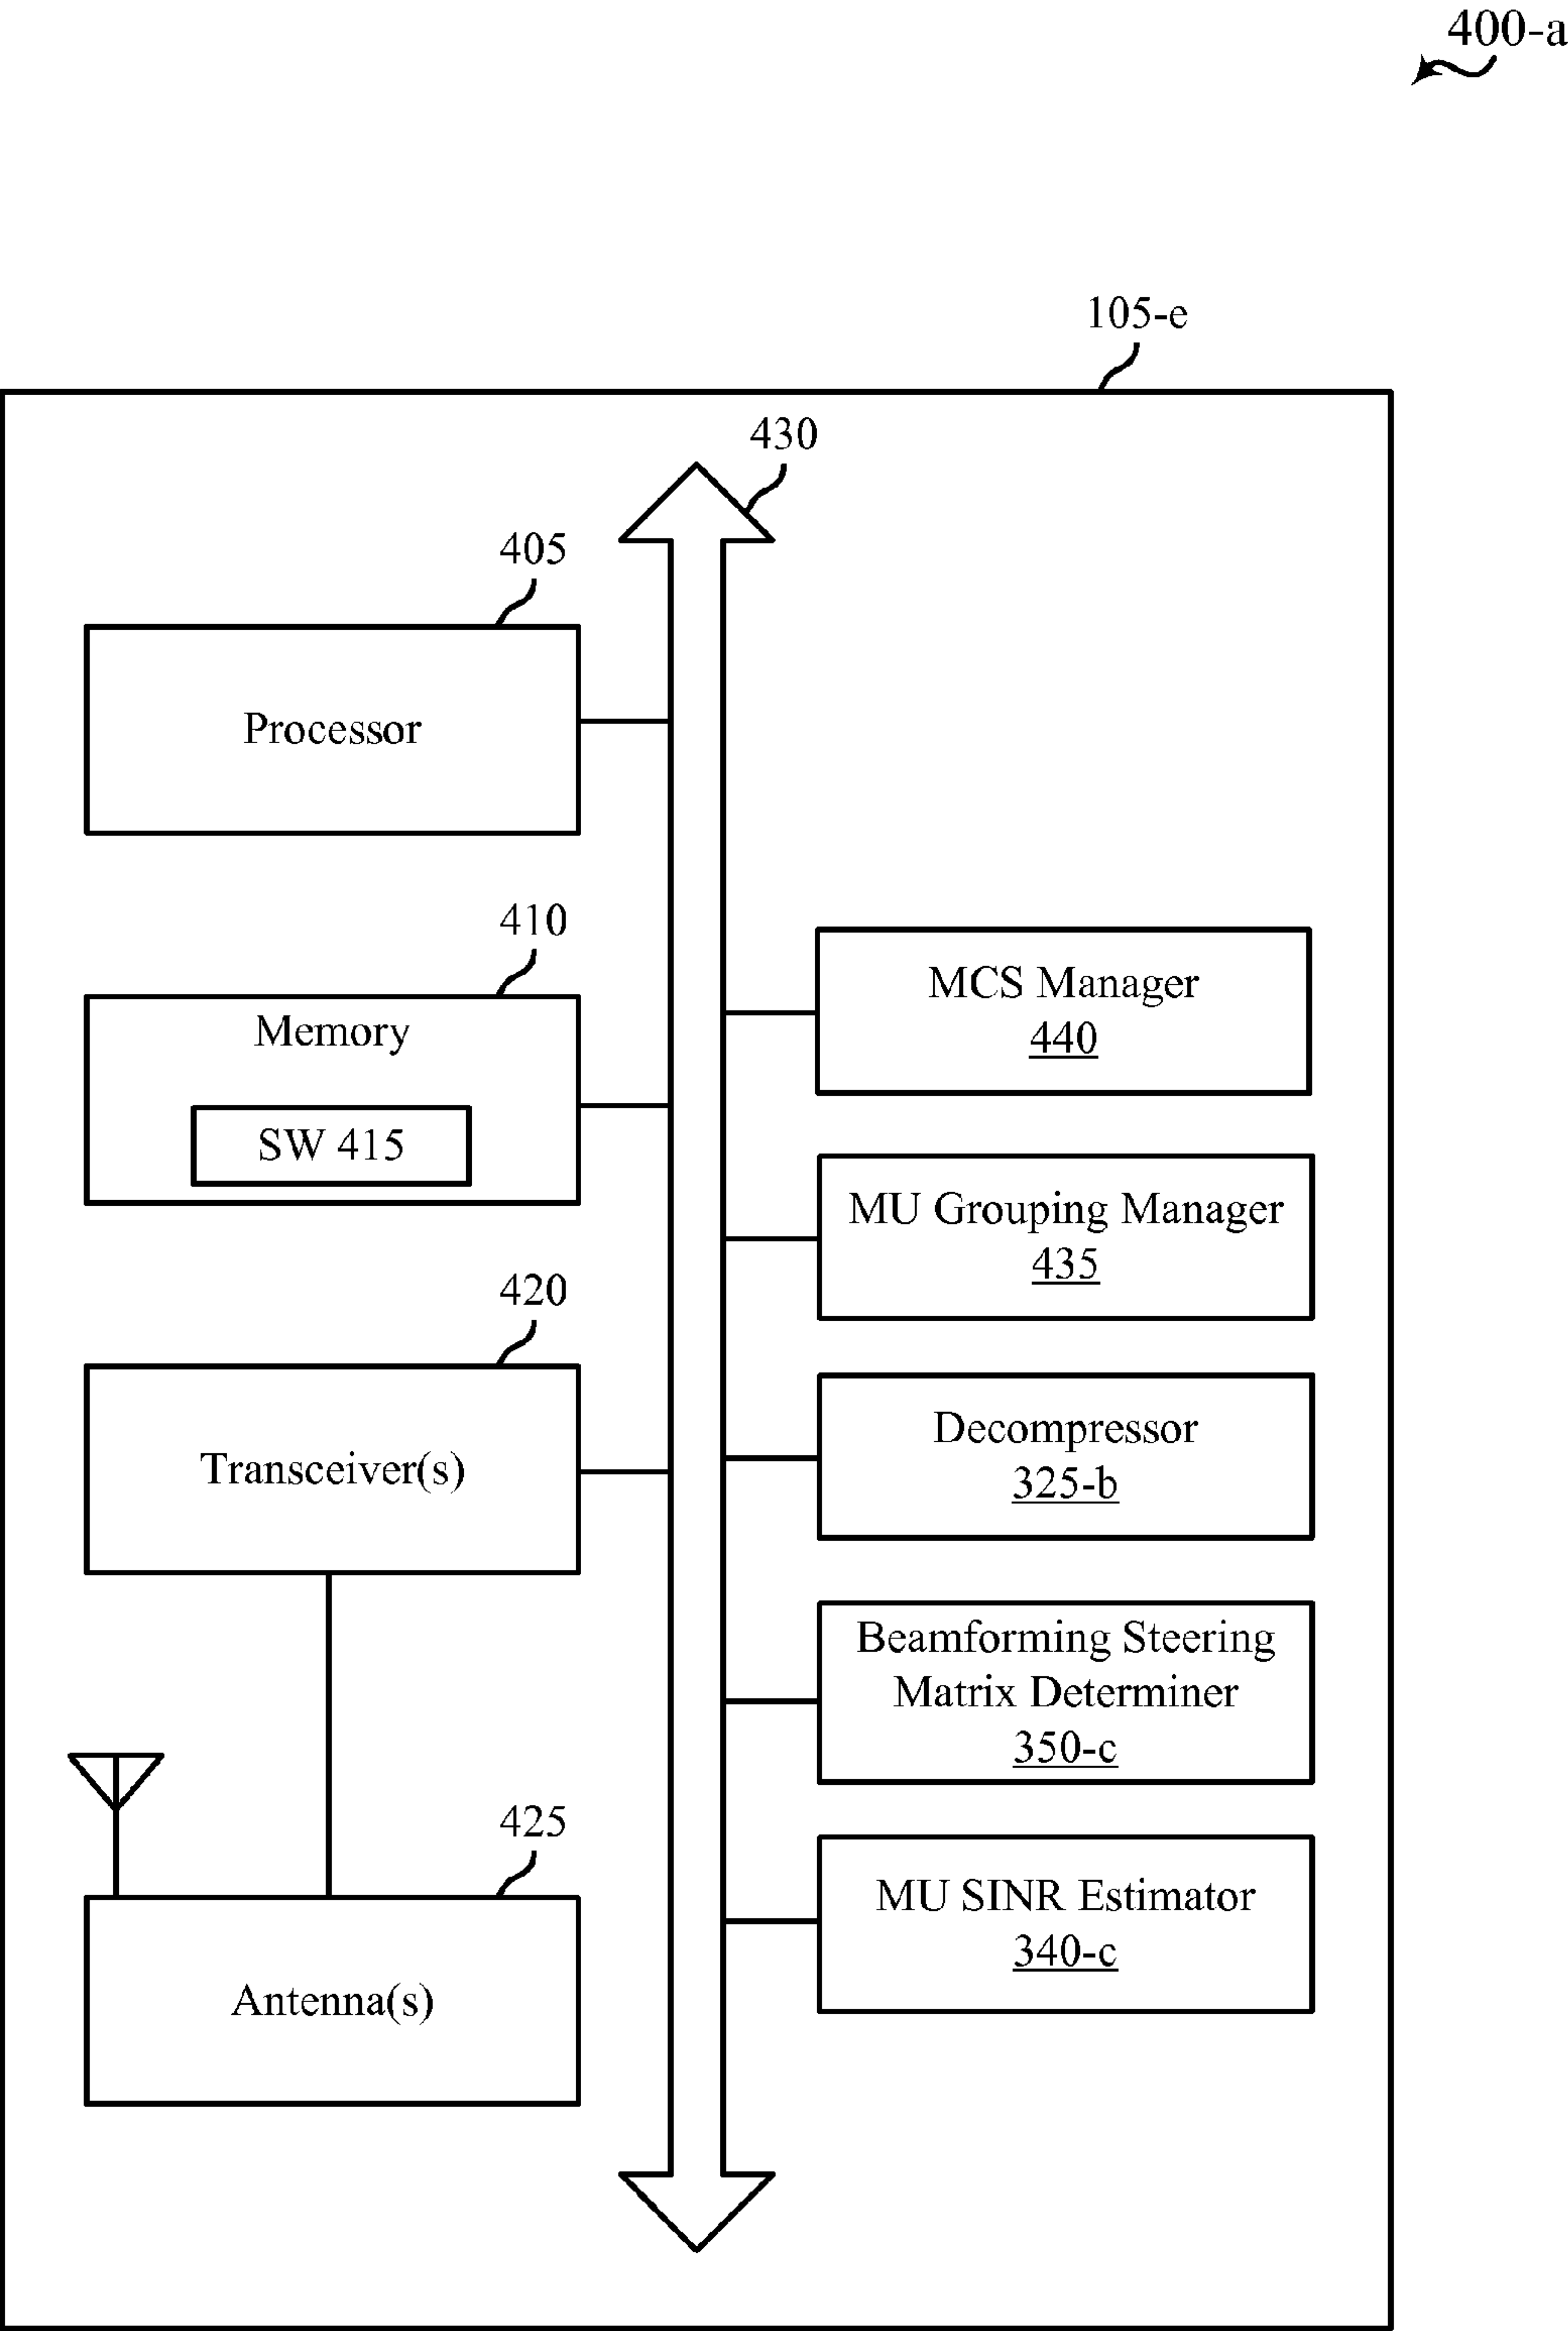 400-a
105-e
430
405
Processor
410
Memory
SW 415
420
Transceiver(s)
425
Antenna(s)
MCS Manager
440
MU Grouping Manager
435
Decompressor
325-b
Beamforming Steering
Matrix Determiner
350-c
MU SINR Estimator
340-c